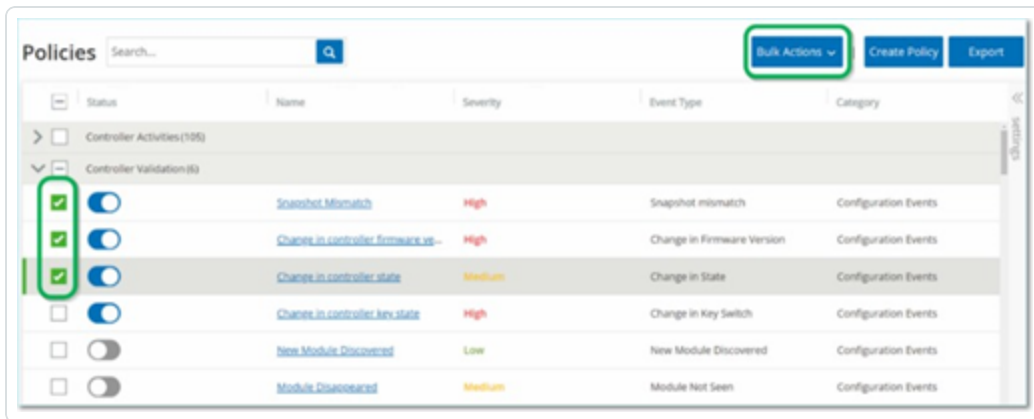 Policies Search... Bulk Actions Create Policy Export
Status Name Severity Event Type Category
settings
Controller Activities (105)
Controller Validation (6)
Snapshot Mismatch High Snapshot mismatch Configuration Events
Change in controller firmware ve... High Change in Firmware Version Configuration Events
Change in controller state Medium Change in State Configuration Events
Change in controller key state High Change in Key Switch Configuration Events
New Module Discovered Low New Module Discovered Configuration Events
Module Disappeared Medium Module Not Seen Configuration Events